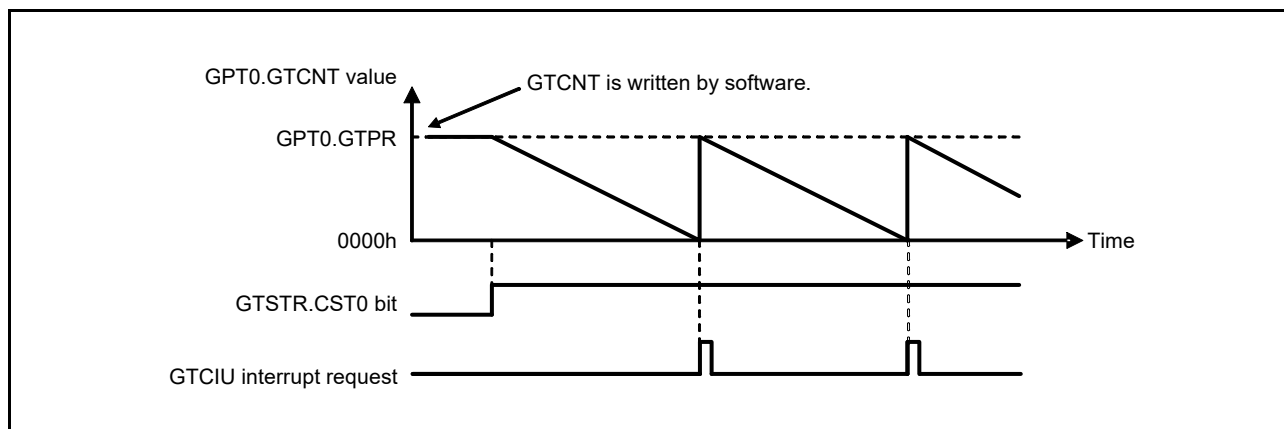 GPT0.GTCNT value
GTCNT is written by software.
GPT0.GTPR
0000h
Time
GTSTR.CST0 bit
GTCIU interrupt request